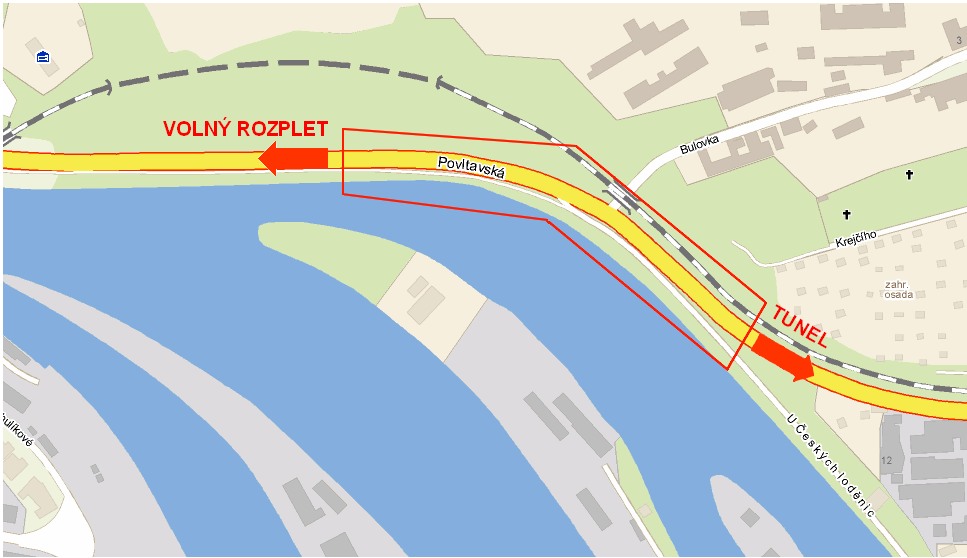 3
VOLNÝ ROZPLET
Bulovka
Povltavská
Krejčího
zahr.
osada
TUNEL
U Českých loděnic
12